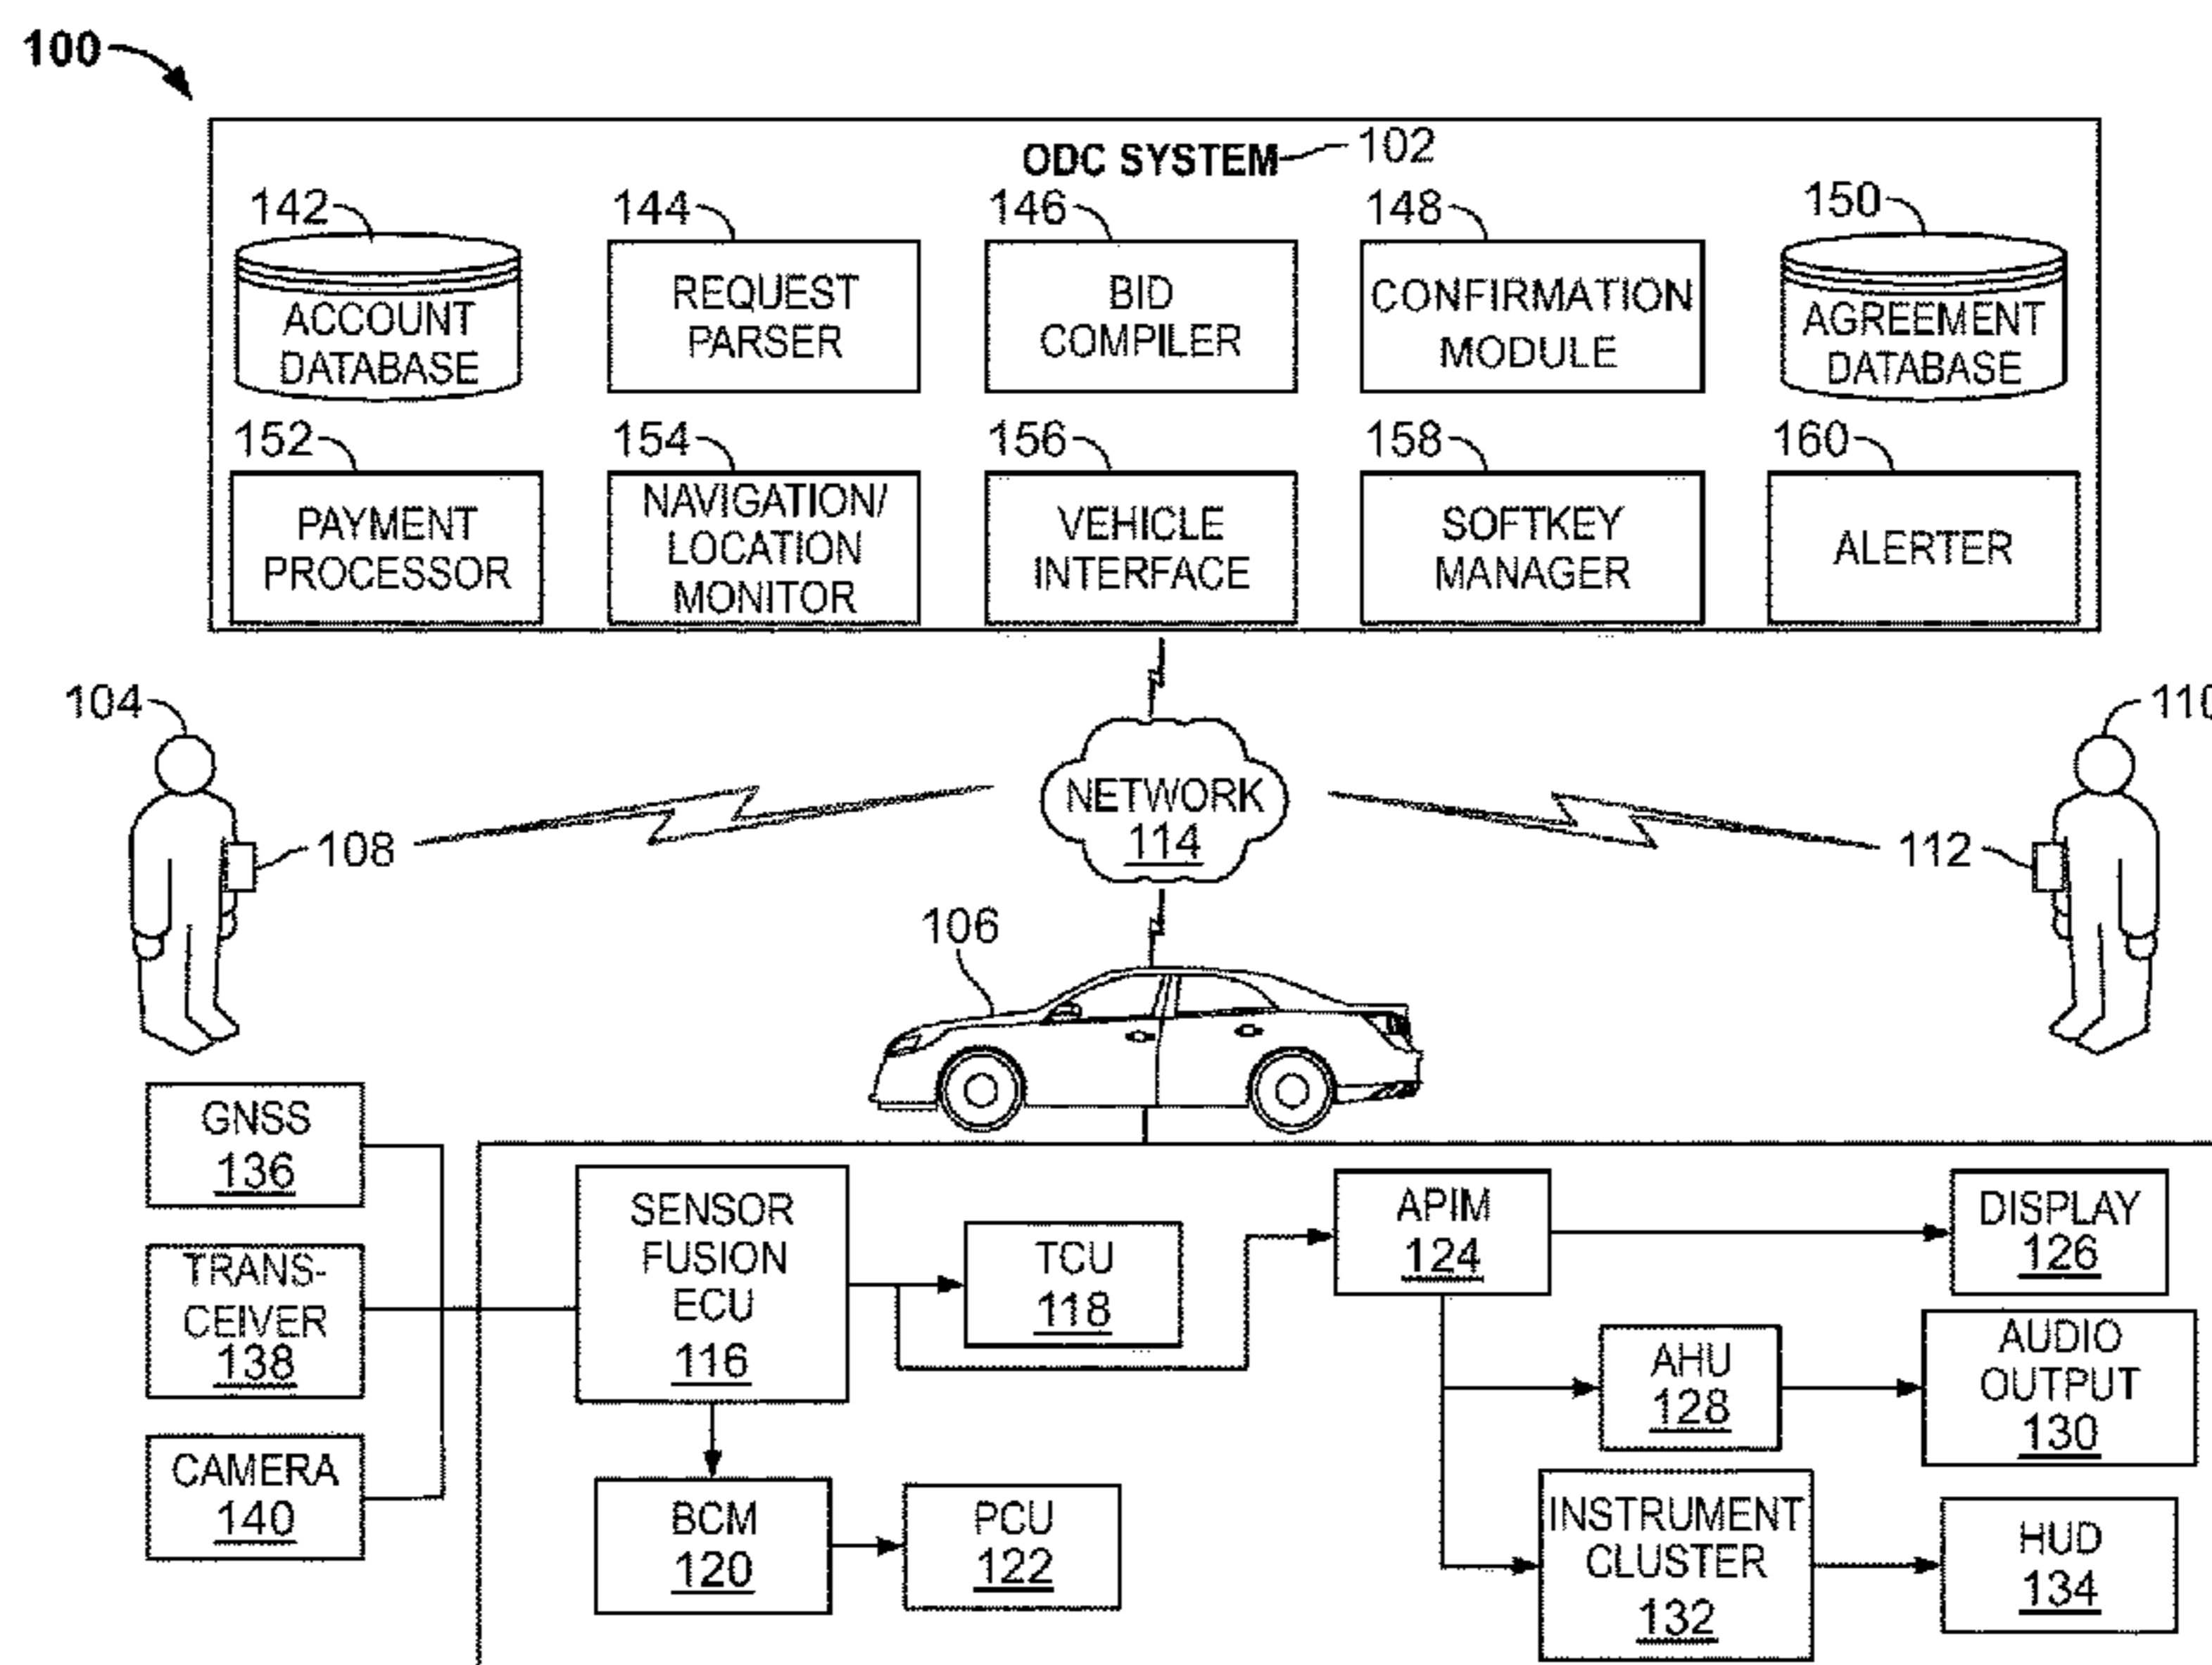 100
ODC SYSTEM 102
142
144
146
148
150
ACCOUNT
DATABASE
REQUEST
PARSER
BID
COMPILER
CONFIRMATION
MODULE
AGREEMENT
DATABASE
152
154
156
158
160
PAYMENT
PROCESSOR
NAVIGATION/
LOCATION
MONITOR
VEHICLE
INTERFACE
SOFTKEY
MANAGER
ALERTER
104
110
NETWORK
114
108
112
106
GNSS
136
TRANS-
CEIVER
138
CAMERA
140
SENSOR
FUSION
ECU
116
TCU
118
BCM
120
PCU
122
APIM
124
DISPLAY
126
AHU
128
AUDIO
OUTPUT
130
INSTRUMENT
CLUSTER
132
HUD
134